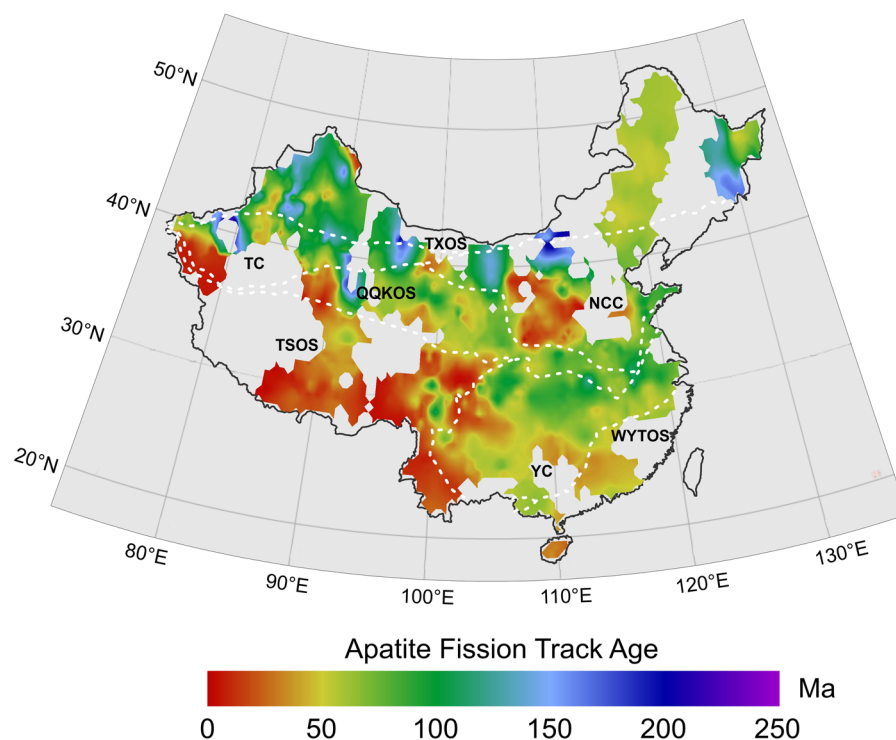 50°N
40°N
30°N
20°N
TXOS
TC
QQKOS
NCC
TSOS
WYTOS
YC
80°E
90°E
100°E
110°E
120°E
130°E
Apatite Fission Track Age
Ma
0 50 100 150 200 250